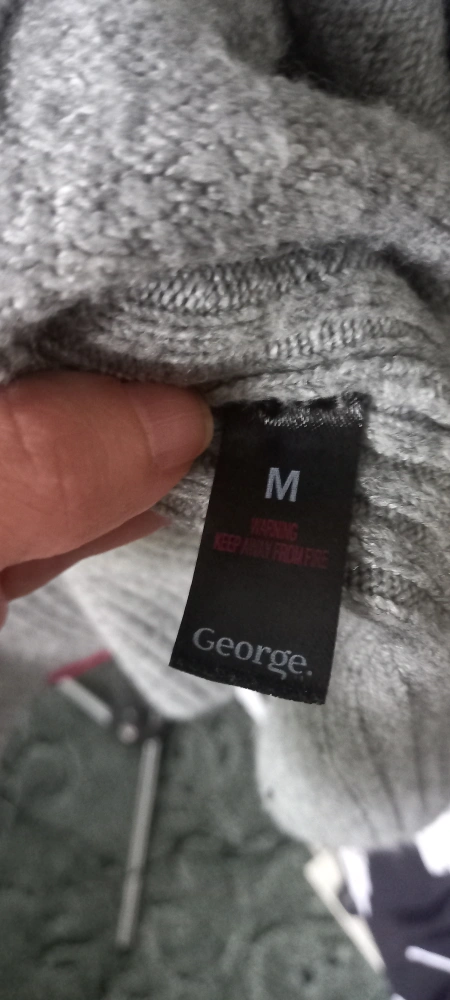 M
WARNING
KEEP AWAY FROM FIRE
George.